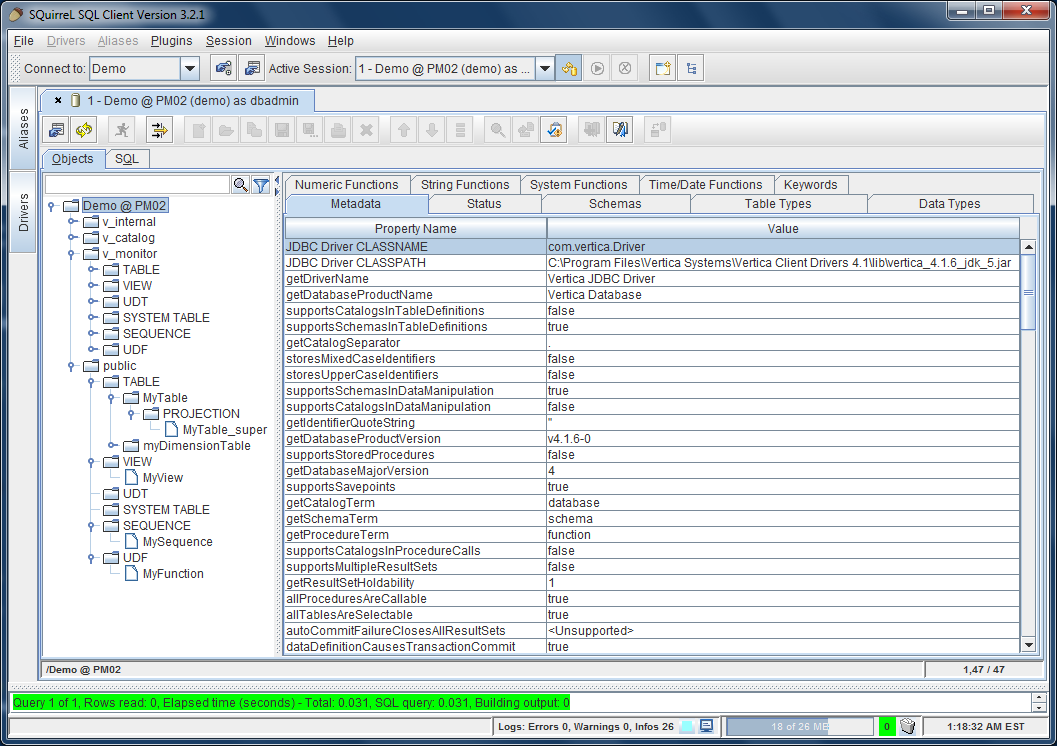 SQuirreL SQL Client Version 3.2.1
File Drivers Aliases Plugins Session Windows Help
Connect to: Demo Active Session: 1 - Demo @ PM02 (demo) as ...
Aliases
Drivers
1 - Demo @ PM02 (demo) as dbadmin
Objects SQL
Demo @ PM02
v_internal
v_catalog
v_monitor
TABLE
VIEW
UDT
SYSTEM TABLE
SEQUENCE
UDF
public
TABLE
MyTable
PROJECTION
MyTable_super
myDimensionTable
VIEW
MyView
UDT
SYSTEM TABLE
SEQUENCE
MySequence
UDF
MyFunction
Numeric Functions String Functions System Functions Time/Date Functions Keywords
Metadata Status Schemas Table Types Data Types
Property Name Value
JDBC Driver CLASSNAME com.vertica.Driver
JDBC Driver CLASSPATH C:\Program Files\Vertica Systems\Vertica Client Drivers 4.1\lib\vertica_4.1.6_jdk_5.jar
getDriverName Vertica JDBC Driver
getDatabaseProductName Vertica Database
supportsCatalogsInTableDefinitions false
supportsSchemasInTableDefinitions true
getCatalogSeparator .
storesMixedCaseIdentifiers false
storesUpperCaseIdentifiers false
supportsSchemasInDataManipulation true
supportsCatalogsInDataManipulation false
getIdentifierQuoteString "
getDatabaseProductVersion v4.1.6-0
supportsStoredProcedures false
getDatabaseMajorVersion 4
supportsSavepoints true
getCatalogTerm database
getSchemaTerm schema
getProcedureTerm function
supportsCatalogsInProcedureCalls false
supportsMultipleResultSets false
getResultSetHoldability 1
allProceduresAreCallable true
allTablesAreSelectable true
autoCommitFailureClosesAllResultSets <Unsupported>
dataDefinitionCausesTransactionCommit true
/Demo @ PM02 1,47 / 47
Query 1 of 1, Rows read: 0, Elapsed time (seconds) - Total: 0.031, SQL query: 0.031, Building output: 0
Logs: Errors 0, Warnings 0, Infos 26 18 of 26 MB 0 1:18:32 AM EST